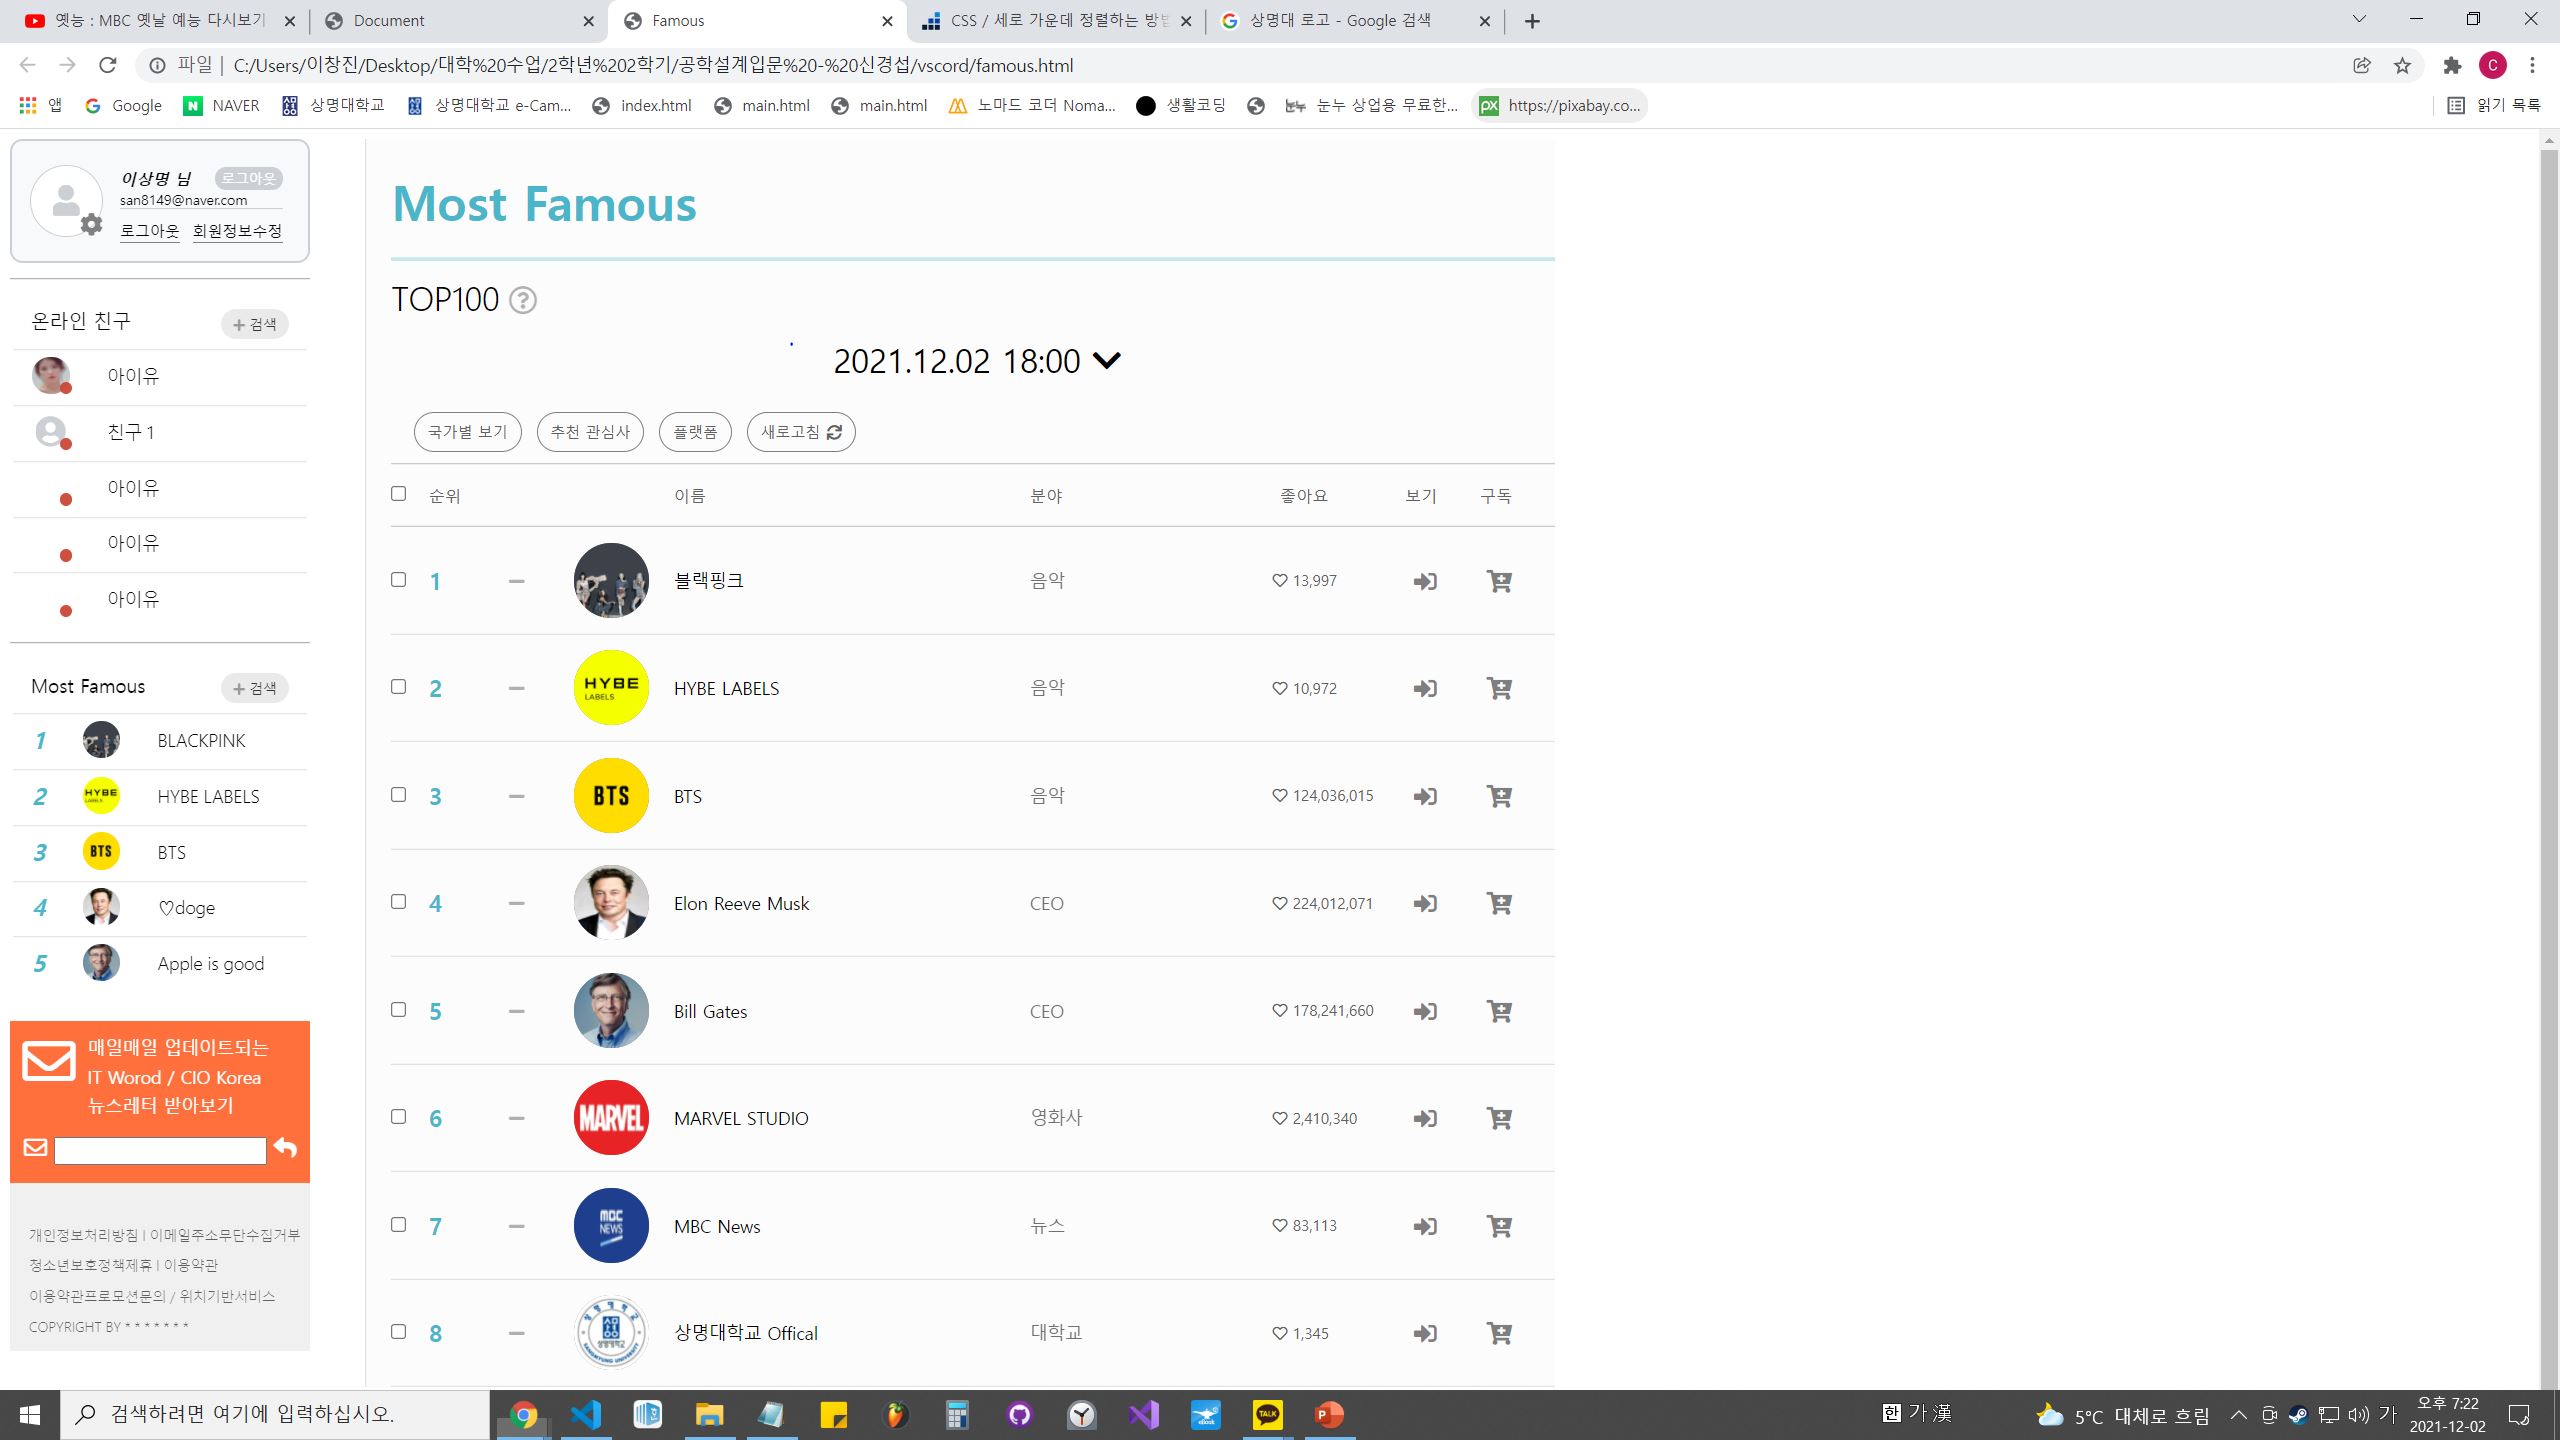 옛능 : MBC 옛날 예능 다시보기
Document
Famous
CSS / 세로 가운데 정렬하는 방법
상명대 로고 - Google 검색
파일 | C:/Users/이창진/Desktop/대학%20수업/2학년%202학기/공학설계입문%20-%20신경섭/vscord/famous.html
C
앱
Google
NAVER
상명대학교
상명대학교 e-Cam...
index.html
main.html
main.html
노마드 코더 Noma...
생활코딩
눈누
눈누 상업용 무료한...
px
https://pixabay.co...
읽기 목록
이상명 님
로그아웃
san8149@naver.com
로그아웃
회원정보수정
온라인 친구
+ 검색
아이유
친구 1
아이유
아이유
아이유
Most Famous
+ 검색
1 BLACKPINK
2 HYBE LABELS HYBE LABELS
3 BTS BTS
4 ♡doge
5 Apple is good
매일매일 업데이트되는
IT Worod / CIO Korea
뉴스레터 받아보기
개인정보처리방침 l 이메일주소무단수집거부
청소년보호정책제휴 l 이용약관
이용약관프로모션문의 / 위치기반서비스
COPYRIGHT BY * * * * * * *
Most Famous
TOP100 ?
2021.12.02 18:00
국가별 보기
추천 관심사
플랫폼
새로고침
순위 이름 분야 좋아요 보기 구독
1 블랙핑크 음악 13,997
2 HYBE LABELS HYBE LABELS 음악 10,972
3 BTS BTS 음악 124,036,015
4 Elon Reeve Musk CEO 224,012,071
5 Bill Gates CEO 178,241,660
6 MARVEL MARVEL STUDIO 영화사 2,410,340
7 MBC NEWS MBC News 뉴스 83,113
8 상명대학교 Offical 대학교 1,345
검색하려면 여기에 입력하십시오.
eBook
TALK
P
한 가 漢
5°C 대체로 흐림
가
오후 7:22
2021-12-02